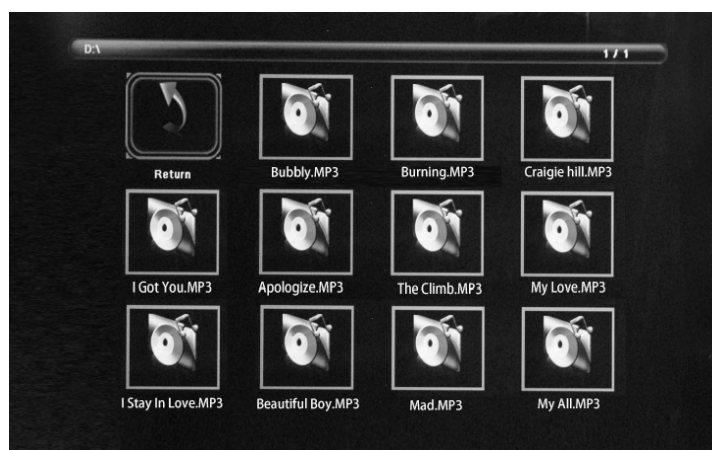 D:\
1 / 1
Return
Bubbly.MP3
Burning.MP3
Craigie hill.MP3
I Got You.MP3
Apologize.MP3
The Climb.MP3
My Love.MP3
I Stay In Love.MP3
Beautiful Boy.MP3
Mad.MP3
My All.MP3